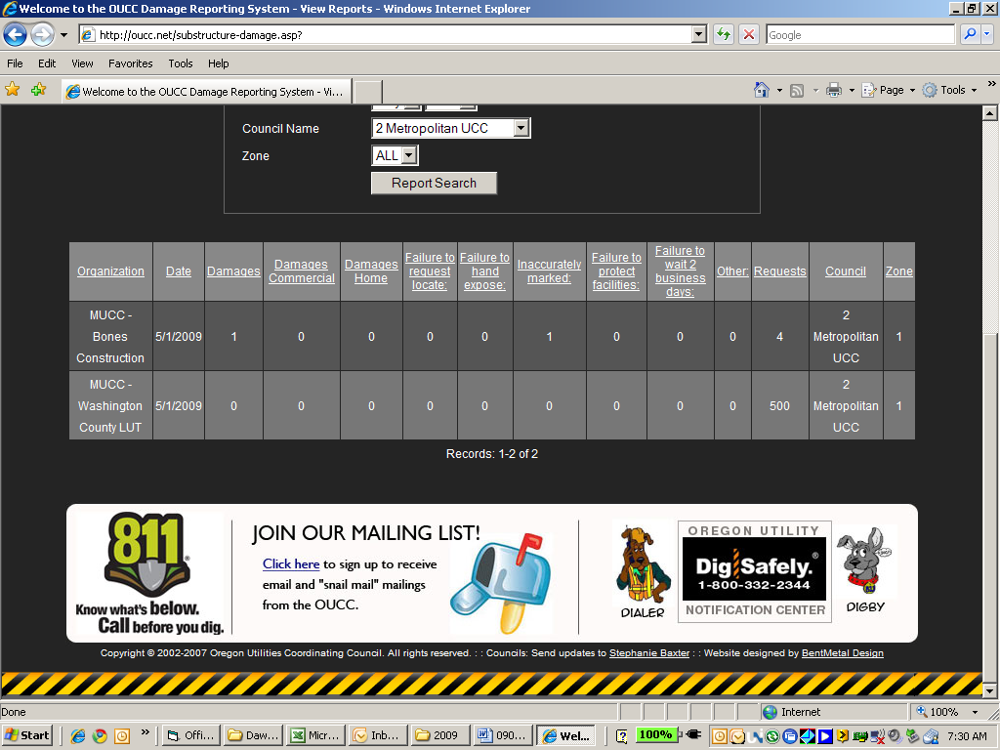 Welcome to the OUCC Damage Reporting System - View Reports - Windows Internet Explorer
http://oucc.net/substructure-damage.asp?
Google
File Edit View Favorites Tools Help
Welcome to the OUCC Damage Reporting System - Vi...
Page Tools »
Council Name 2 Metropolitan UCC
Zone ALL
Report Search
Organization Date Damages Damages Commercial Damages Home Failure to request locate: Failure to hand expose: Inaccurately marked: Failure to protect facilities: Failure to wait 2 business days: Other: Requests Council Zone
MUCC - Bones Construction 5/1/2009 1 0 0 0 0 1 0 0 0 4 2 Metropolitan UCC 1
MUCC - Washington County LUT 5/1/2009 0 0 0 0 0 0 0 0 0 500 2 Metropolitan UCC 1
Records: 1-2 of 2
811®
Know what's below.
Call before you dig.
JOIN OUR MAILING LIST!
Click here to sign up to receive
email and "snail mail" mailings
from the OUCC.
DIALER
OREGON UTILITY
Dig Safely.®
1-800-332-2344
NOTIFICATION CENTER
DIGBY
Copyright © 2002-2007 Oregon Utilities Coordinating Council. All rights reserved. : : Councils: Send updates to Stephanie Baxter : : Website designed by BentMetal Design
Done Internet 100%
Start » Offi... Daw... Micr... Inb... 2009 090... Wel... 100% 7:30 AM